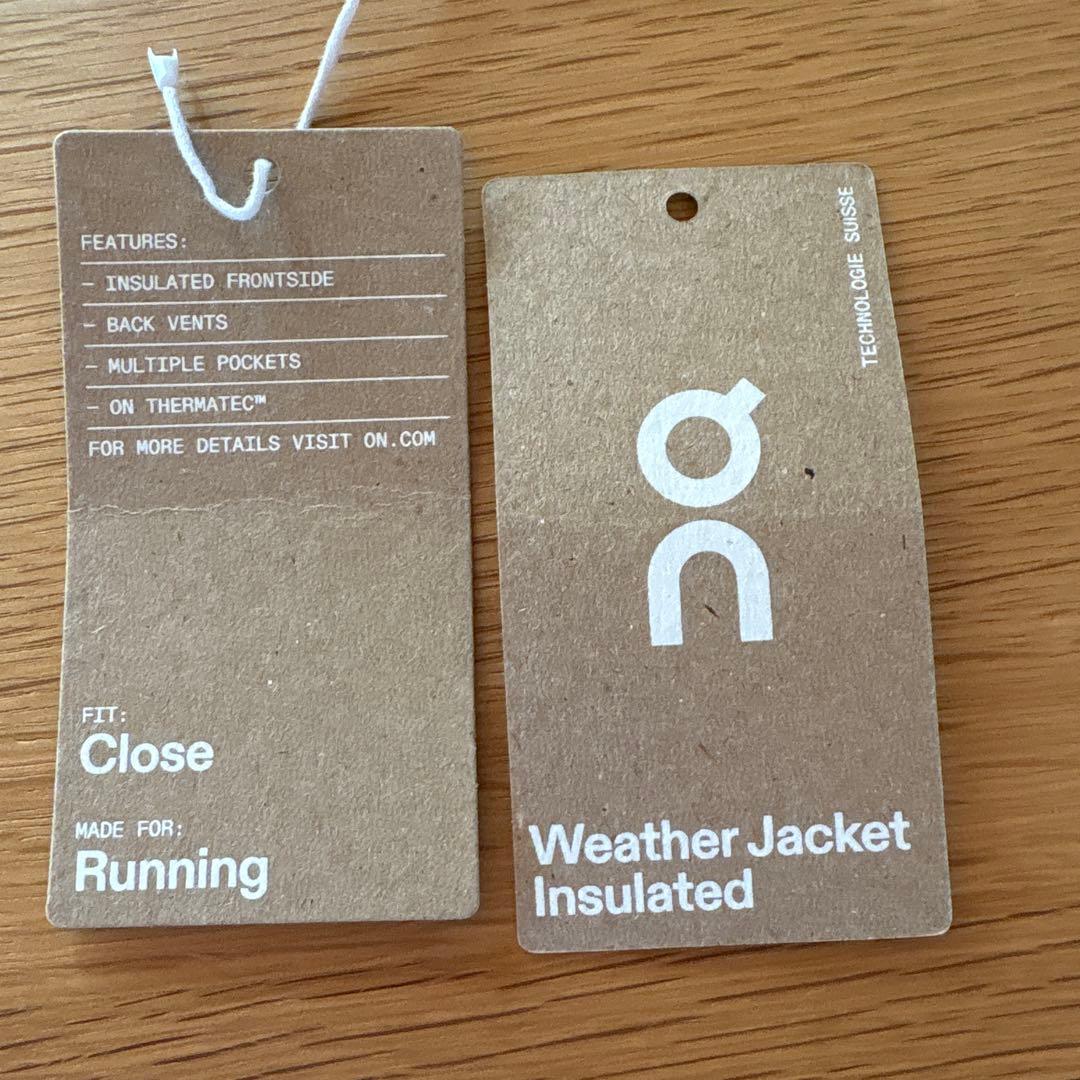 FEATURES:
- INSULATED FRONTSIDE
- BACK VENTS
- MULTIPLE POCKETS
- ON THERMATEC™
FOR MORE DETAILS VISIT ON.COM
FIT:
Close
MADE FOR:
Running
TECHNOLOGIE SUISSE
On
Weather Jacket
Insulated